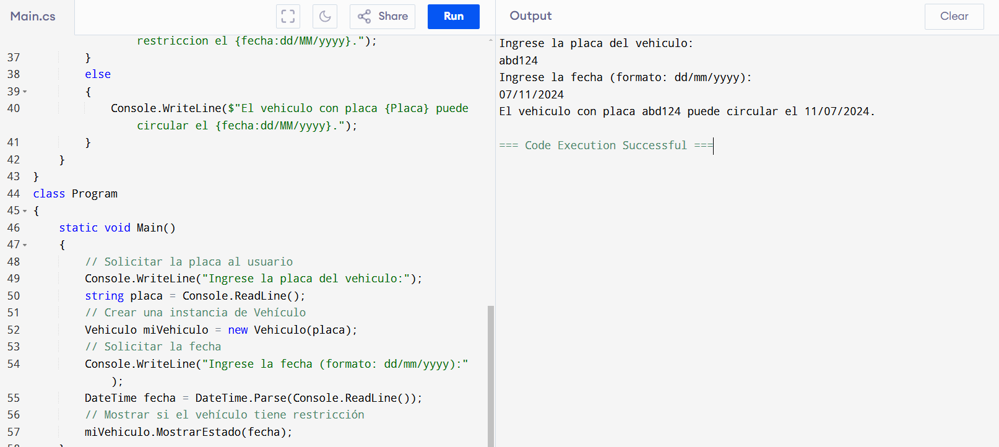 Main.cs
Share
Run
Output
Clear
restriccion el {fecha:dd/MM/yyyy}.");
37 }
38 else
39 {
40 Console.WriteLine($"El vehiculo con placa {Placa} puede
circular el {fecha:dd/MM/yyyy}.");
41 }
42 }
43 }
44 class Program
45 {
46 static void Main()
47 {
48 // Solicitar la placa al usuario
49 Console.WriteLine("Ingrese la placa del vehiculo:");
50 string placa = Console.ReadLine();
51 // Crear una instancia de Vehículo
52 Vehiculo miVehiculo = new Vehiculo(placa);
53 // Solicitar la fecha
54 Console.WriteLine("Ingrese la fecha (formato: dd/mm/yyyy):"
);
55 DateTime fecha = DateTime.Parse(Console.ReadLine());
56 // Mostrar si el vehículo tiene restricción
57 miVehiculo.MostrarEstado(fecha);
Ingrese la placa del vehiculo:
abd124
Ingrese la fecha (formato: dd/mm/yyyy):
07/11/2024
El vehiculo con placa abd124 puede circular el 11/07/2024.
=== Code Execution Successful ===